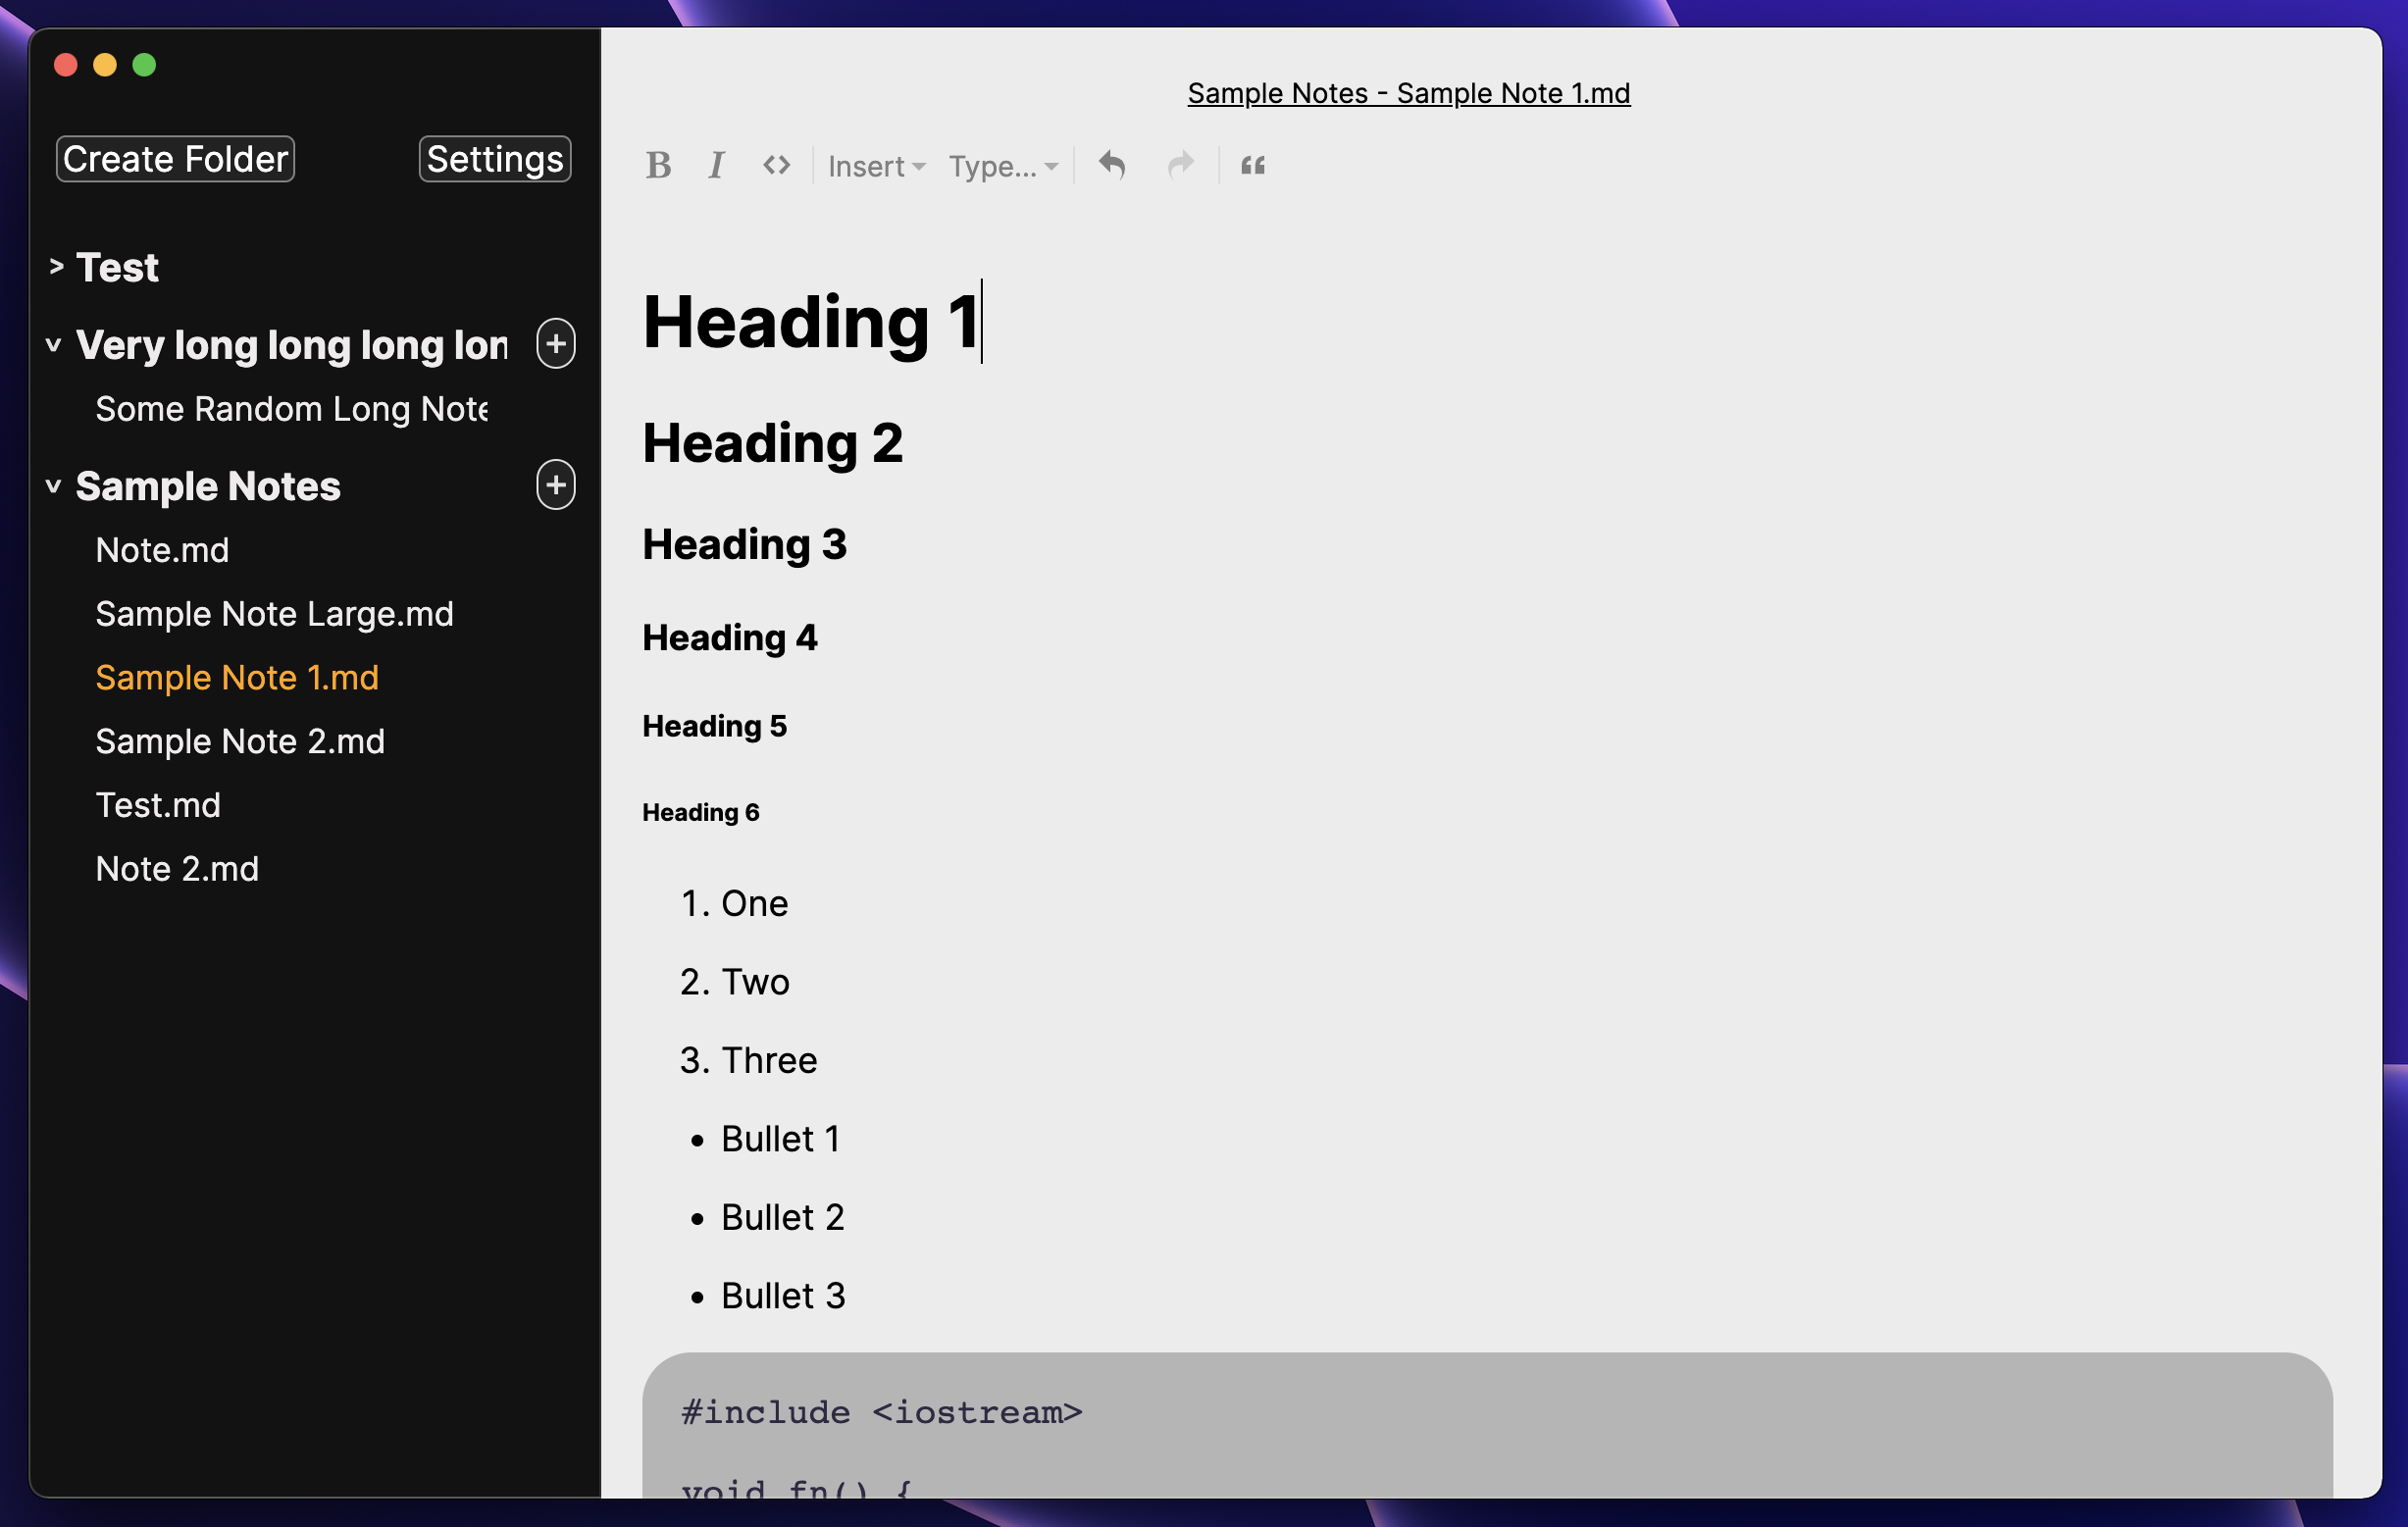 Create Folder
Settings
> Test
v Very long long long lon
+
Some Random Long Note
v Sample Notes
+
Note.md
Sample Note Large.md
Sample Note 1.md
Sample Note 2.md
Test.md
Note 2.md
Sample Notes - Sample Note 1.md
B I <> Insert Type... “
Heading 1
Heading 2
Heading 3
Heading 4
Heading 5
Heading 6
1. One
2. Two
3. Three
• Bullet 1
• Bullet 2
• Bullet 3
#include <iostream>
void fn() {